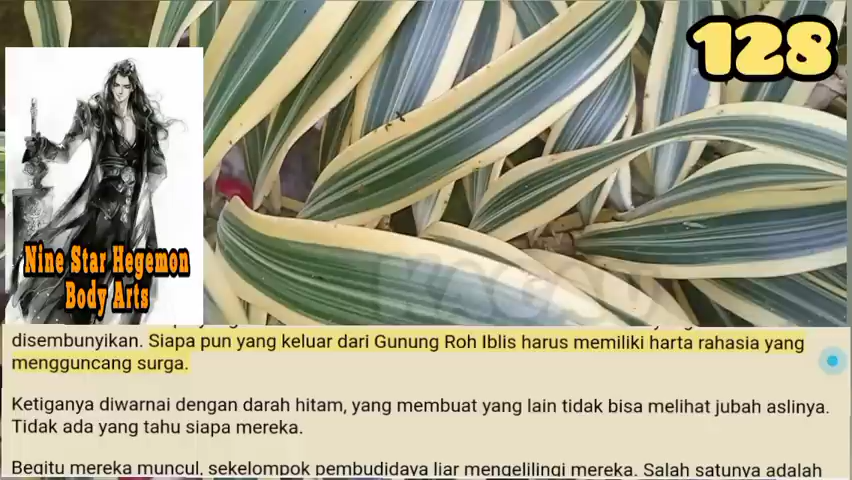 128
Nine Star Hegemon
Body Arts
disembunyikan. Siapa pun yang keluar dari Gunung Roh Iblis harus memiliki harta rahasia yang
mengguncang surga.
Ketiganya diwarnai dengan darah hitam, yang membuat yang lain tidak bisa melihat jubah aslinya.
Tidak ada yang tahu siapa mereka.
Begitu mereka muncul, sekelompok pembudidaya liar mengelilingi mereka. Salah satunya adalah